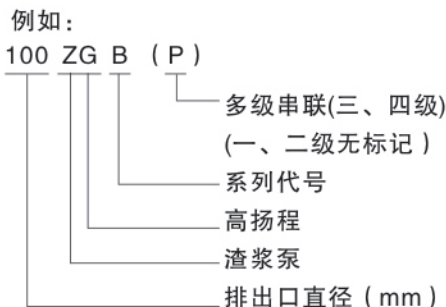 例如:
100 ZG B (P)
多级串联(三、四级)
(一、二级无标记)
系列代号
高扬程
渣浆泵
排出口直径(mm)